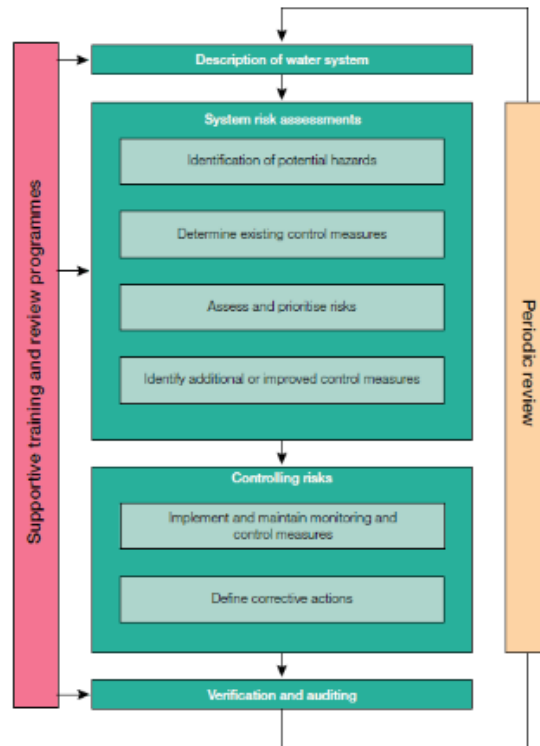 Description of water system
System risk assessments
Identification of potential hazards
Determine existing control measures
Assess and prioritise risks
Identify additional or improved control measures
Controlling risks
Implement and maintain monitoring and
control measures
Define corrective actions
Verification and auditing
Supportive training and review programmes
Periodic review